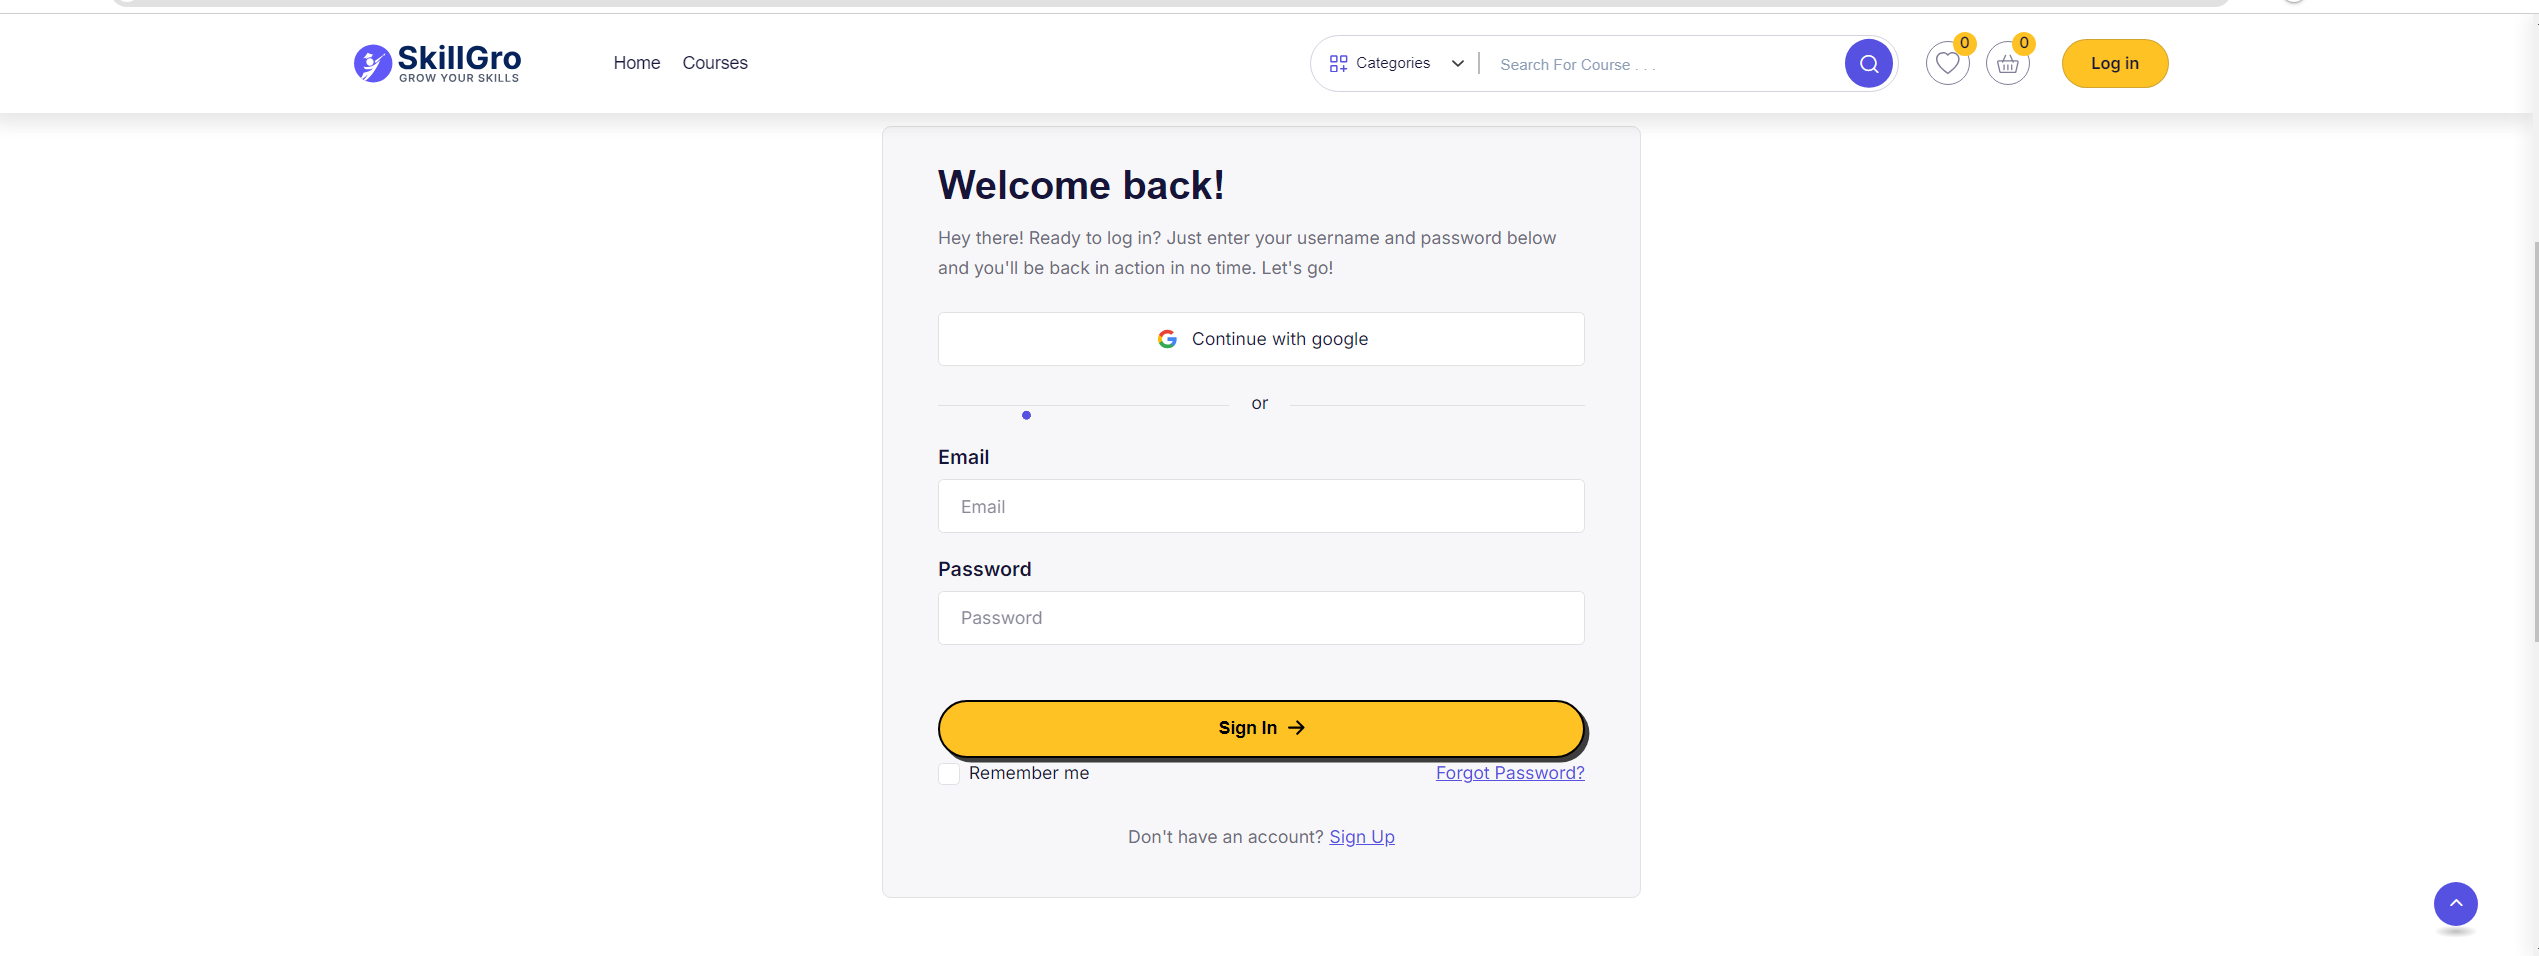 SkillGro
GROW YOUR SKILLS
Home
Courses
Categories
Search For Course . . .
0
0
Log in
Welcome back!
Hey there! Ready to log in? Just enter your username and password below
and you'll be back in action in no time. Let's go!
Continue with google
or
Email
Email
Password
Password
Sign In
Remember me
Forgot Password?
Don't have an account? Sign Up